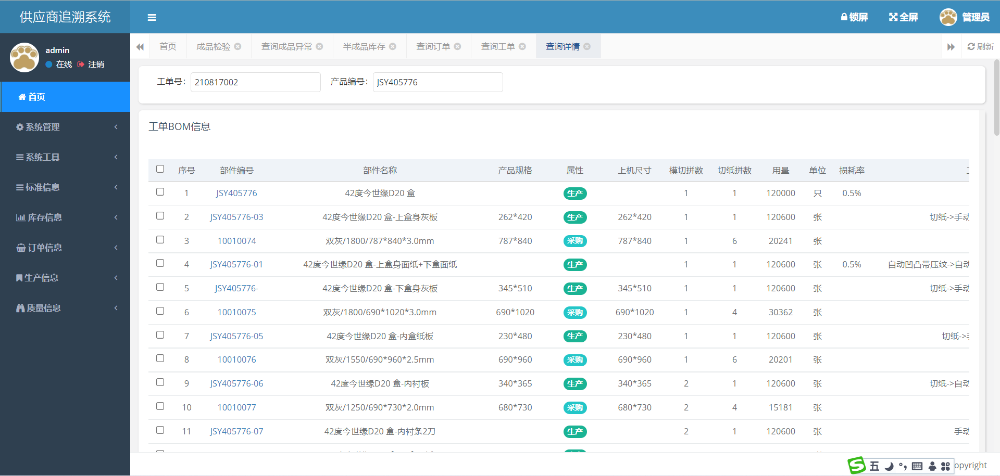 供应商追溯系统
锁屏 全屏 管理员
admin
在线 注销
首页 成品检验 查询成品异常 半成品库存 查询订单 查询工单 查询详情 刷新
首页
系统管理
系统工具
标准信息
库存信息
订单信息
生产信息
质量信息
工单号: 210817002 产品编号: JSY405776
工单BOM信息
序号 部件编号 部件名称 产品规格 属性 上机尺寸 模切拼数 切纸拼数 用量 单位 损耗率
1 JSY405776 42度今世缘D20 盒 生产 1 1 120000 只 0.5%
2 JSY405776-03 42度今世缘D20 盒-上盒身灰板 262*420 生产 262*420 1 1 120600 张 切纸->手动
3 10010074 双灰/1800/787*840*3.0mm 787*840 采购 787*840 1 6 20241 张
4 JSY405776-01 42度今世缘D20 盒-上盒身面纸+下盒面纸 生产 1 1 120600 张 0.5% 自动凹凸带压纹->自动
5 JSY405776- 42度今世缘D20 盒-下盒身灰板 345*510 生产 345*510 1 1 120600 张 切纸->手动
6 10010075 双灰/1800/690*1020*3.0mm 690*1020 采购 690*1020 1 4 30362 张
7 JSY405776-05 42度今世缘D20 盒-内盒纸板 230*480 生产 230*480 1 1 120600 张 切纸->手
8 10010076 双灰/1550/690*960*2.5mm 690*960 采购 690*960 1 6 20201 张
9 JSY405776-06 42度今世缘D20 盒-内衬板 340*365 生产 340*365 2 1 120600 张 切纸->自动
10 10010077 双灰/1250/690*730*2.0mm 680*730 采购 680*730 2 4 15181 张
11 JSY405776-07 42度今世缘D20 盒-内衬条2刀 生产 2 1 120600 张 手动
五 opyright